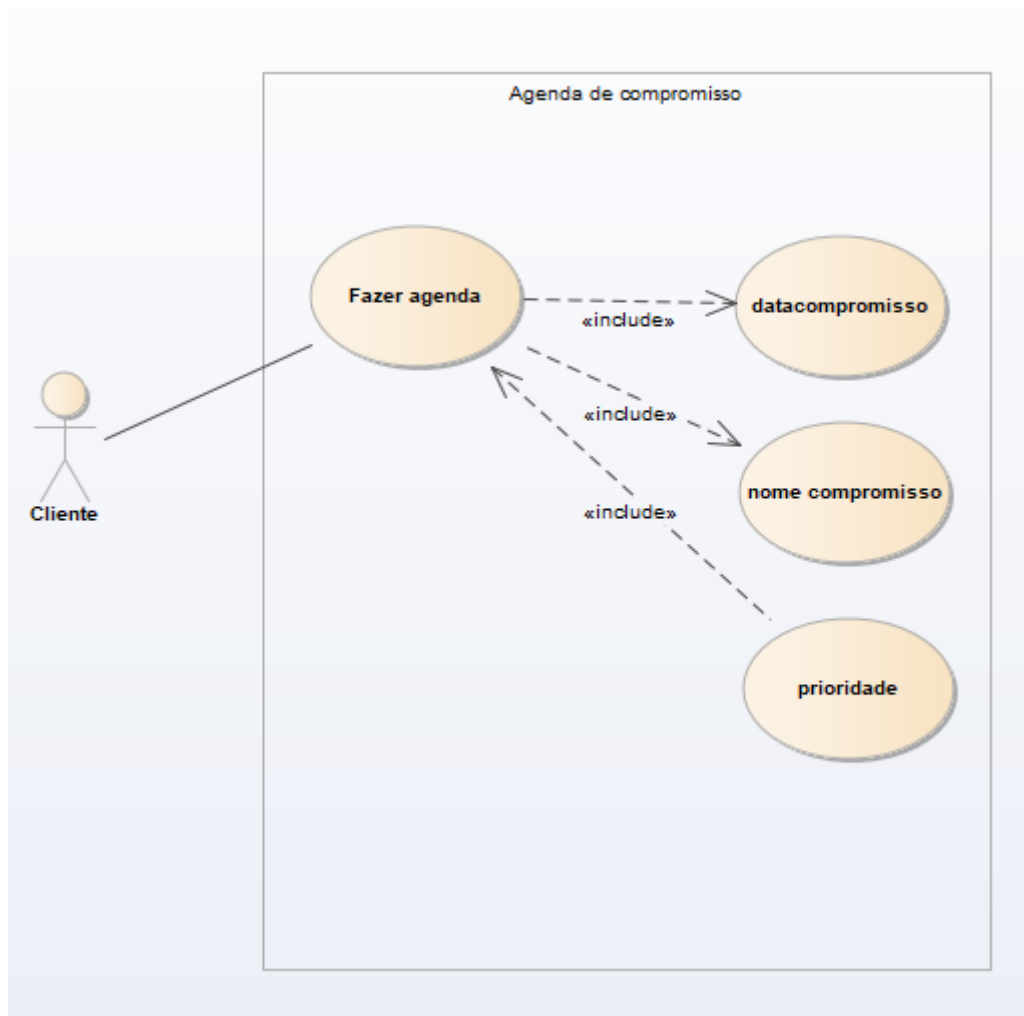 Agenda de compromisso
Fazer agenda
datacompromisso
«include»
«include»
nome compromisso
«include»
Cliente
prioridade